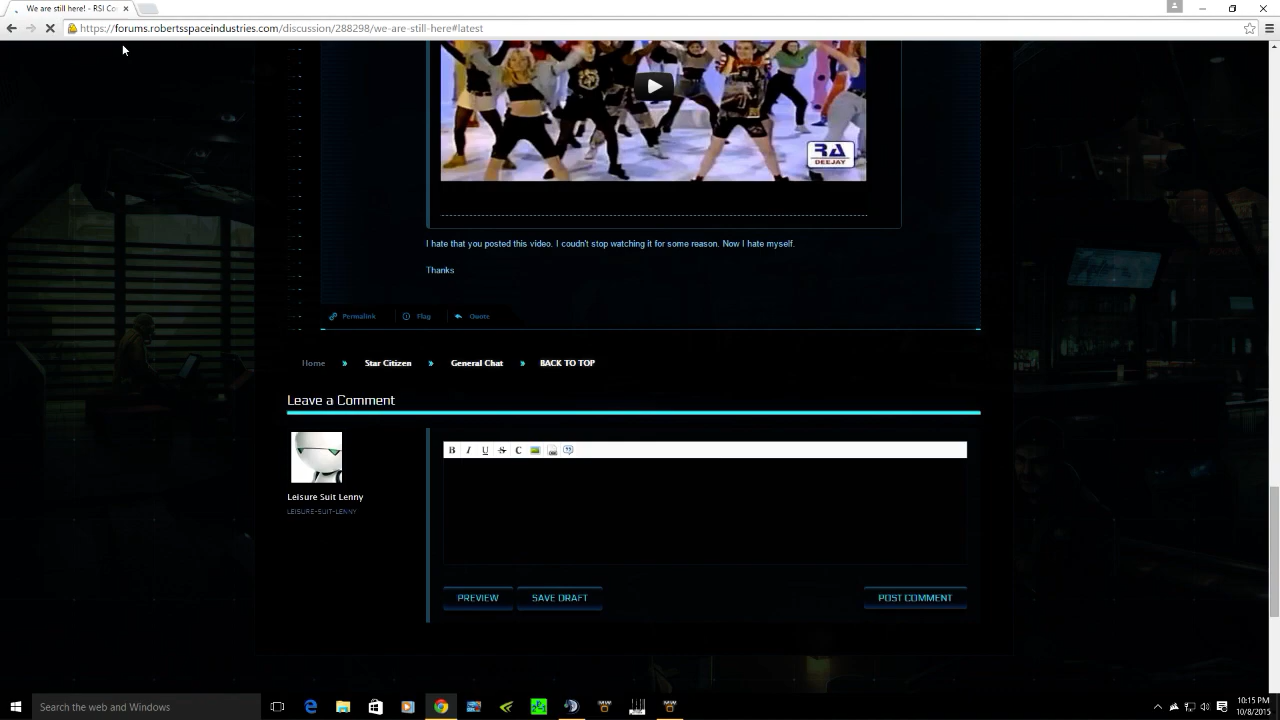 We are still here! - RSI Co
https://forums.robertsspaceindustries.com/discussion/288298/we-are-still-here#latest
RA
DEEJAY
I hate that you posted this video. I coudn't stop watching it for some reason. Now I hate myself.
Thanks
Permalink Flag Quote
Home » Star Citizen » General Chat » BACK TO TOP
Leave a Comment
B I U S C
Leisure Suit Lenny
LEISURE-SUIT-LENNY
PREVIEW SAVE DRAFT POST COMMENT
Search the web and Windows
10:15 PM
10/8/2015